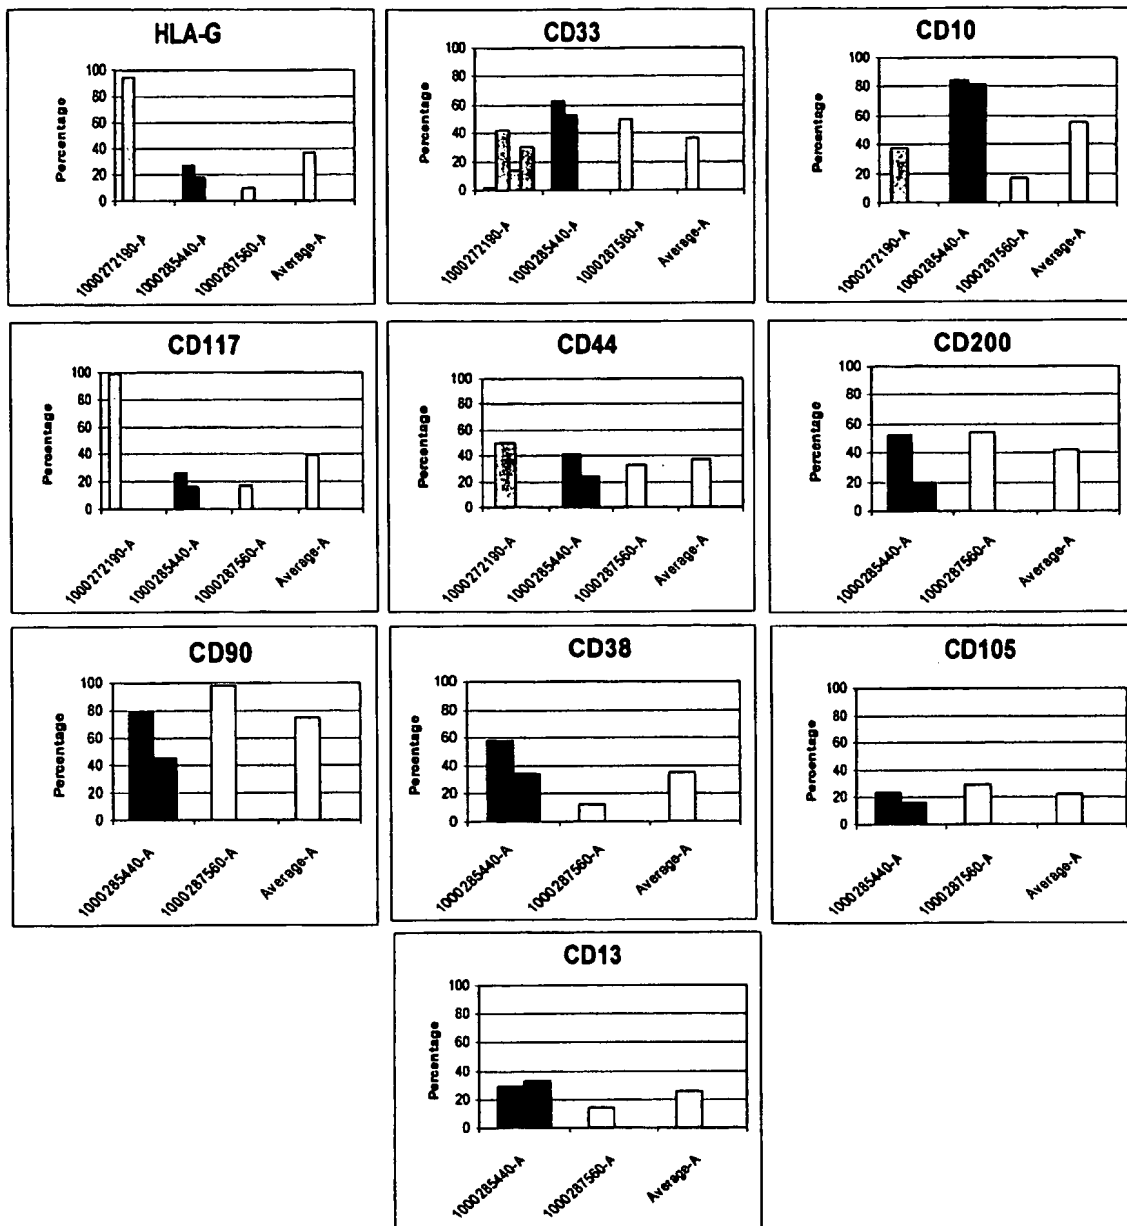 HLA-G
Percentage
100
80
60
40
20
0
1000272190-A
1000285440-A
1000287560-A
Average-A
CD33
Percentage
100
80
60
40
20
0
1000272190-A
1000285440-A
1000287560-A
Average-A
CD10
Percentage
100
80
60
40
20
0
1000272190-A
1000285440-A
1000287560-A
Average-A
CD117
Percentage
100
80
60
40
20
0
1000272190-A
1000285440-A
1000287560-A
Average-A
CD44
Percentage
100
80
60
40
20
0
1000272190-A
1000285440-A
1000287560-A
Average-A
CD200
Percentage
100
80
60
40
20
0
1000285440-A
1000287560-A
Average-A
CD90
Percentage
100
80
60
40
20
0
1000285440-A
1000287560-A
Average-A
CD38
Percentage
100
80
60
40
20
0
1000285440-A
1000287560-A
Average-A
CD105
Percentage
100
80
60
40
20
0
1000285440-A
1000287560-A
Average-A
CD13
Percentage
100
80
60
40
20
0
1000285440-A
1000287560-A
Average-A